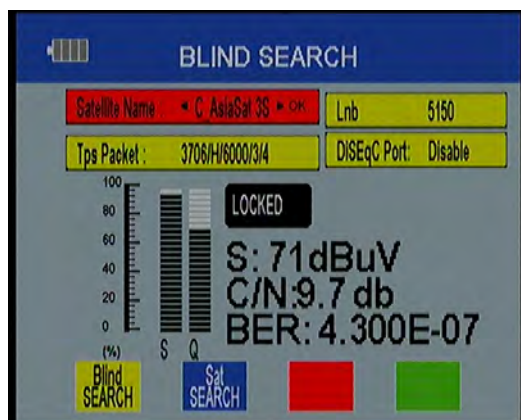 BLIND SEARCH
Satellite Name ◄ C_AsiaSat 3S ► OK
Lnb 5150
Tps Packet : 3706/H/6000/3/4
DiSEqC Port: Disable
100
80
60
40
20
0
(%)
S Q
LOCKED
S: 71dBuV
C/N:9.7 db
BER: 4.300E-07
Blind
SEARCH
Sat
SEARCH